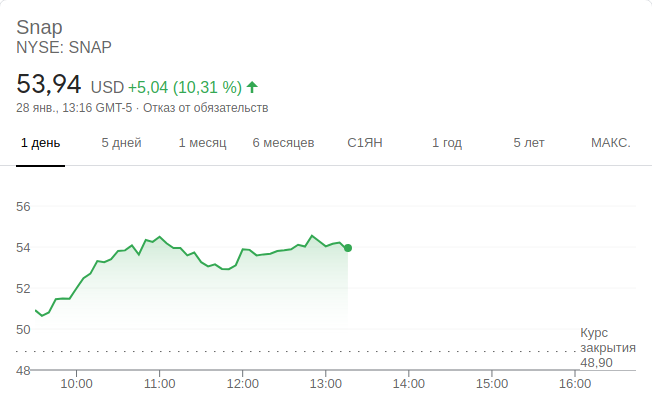 Snap
NYSE: SNAP
53,94 USD +5,04 (10,31 %)
28 янв., 13:16 GMT-5 · Отказ от обязательств
1 день 5 дней 1 месяц 6 месяцев С1ЯН 1 год 5 лет МАКС.
56
54
52
50
Курс
закрытия
48,90
48
10:00 11:00 12:00 13:00 14:00 15:00 16:00